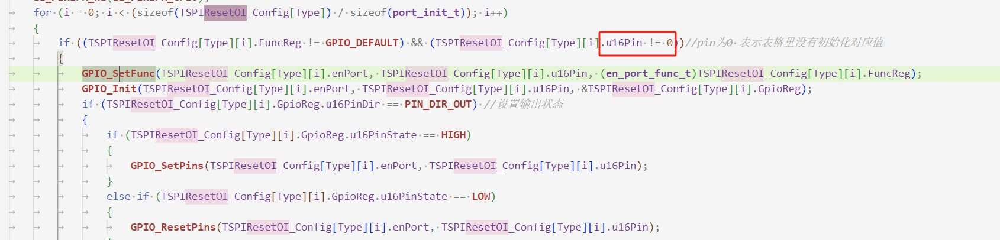 for (i = 0; i < (sizeof(TSPIResetOI_Config[Type]) / sizeof(port_init_t)); i++)
{
if ((TSPIResetOI_Config[Type][i].FuncReg != GPIO_DEFAULT) && (TSPIResetOI_Config[Type][i].u16Pin != 0))//pin为0 表示表格里没有初始化对应值
{
GPIO_SetFunc(TSPIResetOI_Config[Type][i].enPort, TSPIResetOI_Config[Type][i].u16Pin, (en_port_func_t)TSPIResetOI_Config[Type][i].FuncReg);
GPIO_Init(TSPIResetOI_Config[Type][i].enPort, TSPIResetOI_Config[Type][i].u16Pin, &TSPIResetOI_Config[Type][i].GpioReg);
if (TSPIResetOI_Config[Type][i].GpioReg.u16PinDir == PIN_DIR_OUT) //设置输出状态
{
if (TSPIResetOI_Config[Type][i].GpioReg.u16PinState == HIGH)
{
GPIO_SetPins(TSPIResetOI_Config[Type][i].enPort, TSPIResetOI_Config[Type][i].u16Pin);
}
else if (TSPIResetOI_Config[Type][i].GpioReg.u16PinState == LOW)
{
GPIO_ResetPins(TSPIResetOI_Config[Type][i].enPort, TSPIResetOI_Config[Type][i].u16Pin);